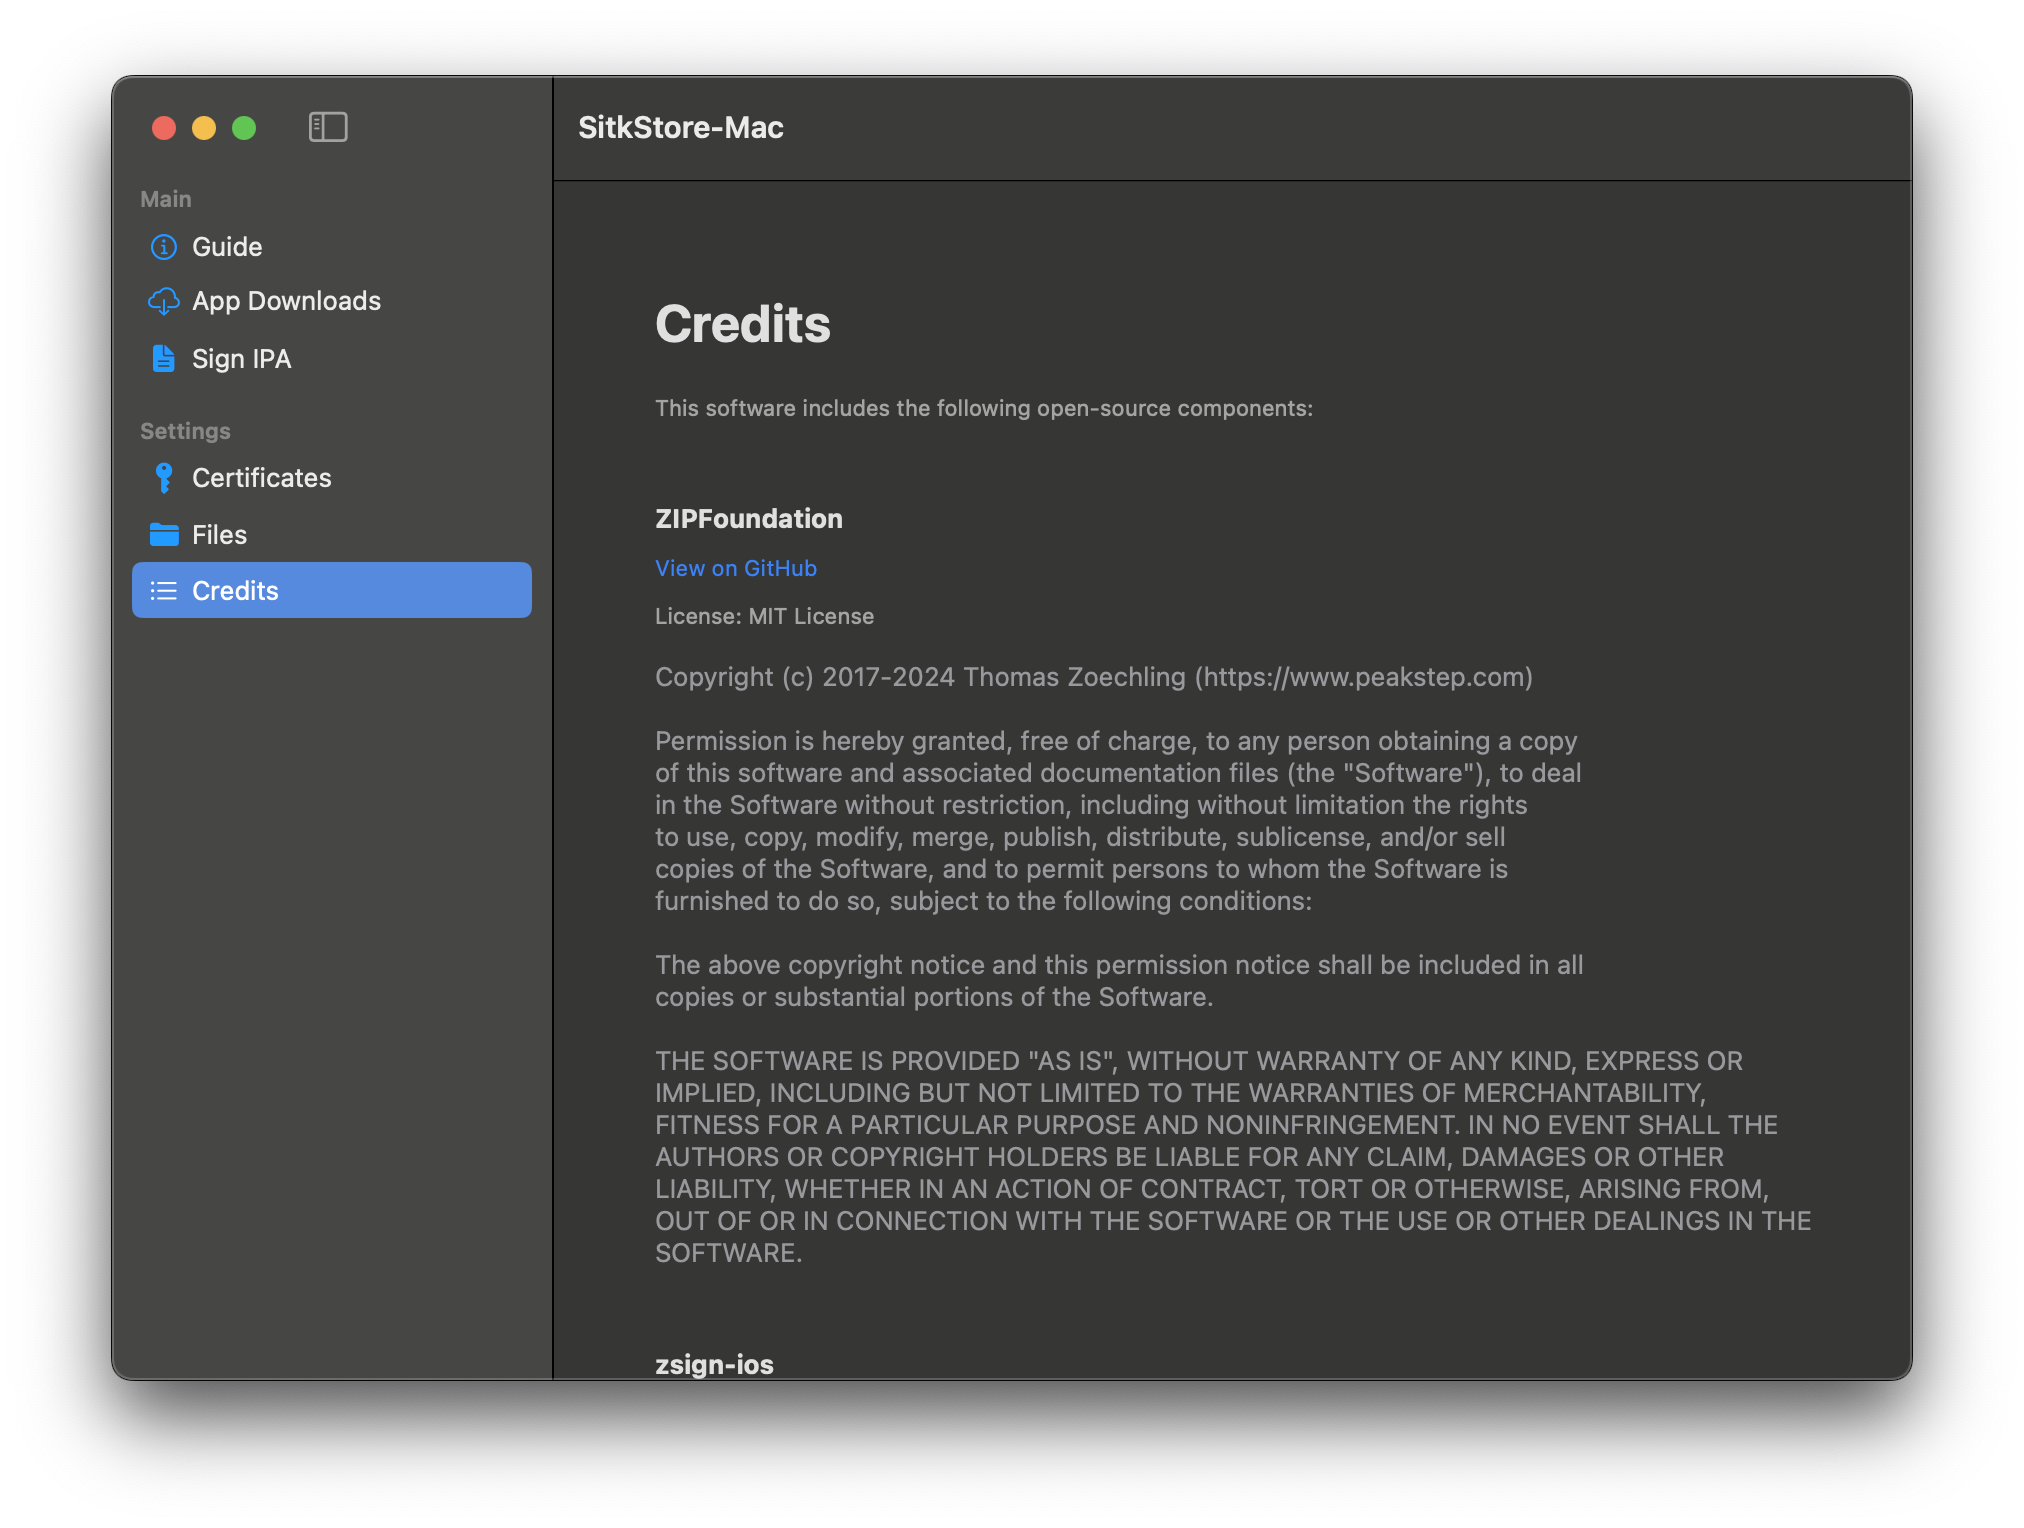 SitkStore-Mac
Main
Guide
App Downloads
Sign IPA
Settings
Certificates
Files
Credits
Credits
This software includes the following open-source components:
ZIPFoundation
View on GitHub
License: MIT License
Copyright (c) 2017-2024 Thomas Zoechling (https://www.peakstep.com)
Permission is hereby granted, free of charge, to any person obtaining a copy
of this software and associated documentation files (the "Software"), to deal
in the Software without restriction, including without limitation the rights
to use, copy, modify, merge, publish, distribute, sublicense, and/or sell
copies of the Software, and to permit persons to whom the Software is
furnished to do so, subject to the following conditions:
The above copyright notice and this permission notice shall be included in all
copies or substantial portions of the Software.
THE SOFTWARE IS PROVIDED "AS IS", WITHOUT WARRANTY OF ANY KIND, EXPRESS OR
IMPLIED, INCLUDING BUT NOT LIMITED TO THE WARRANTIES OF MERCHANTABILITY,
FITNESS FOR A PARTICULAR PURPOSE AND NONINFRINGEMENT. IN NO EVENT SHALL THE
AUTHORS OR COPYRIGHT HOLDERS BE LIABLE FOR ANY CLAIM, DAMAGES OR OTHER
LIABILITY, WHETHER IN AN ACTION OF CONTRACT, TORT OR OTHERWISE, ARISING FROM,
OUT OF OR IN CONNECTION WITH THE SOFTWARE OR THE USE OR OTHER DEALINGS IN THE
SOFTWARE.
zsign-ios